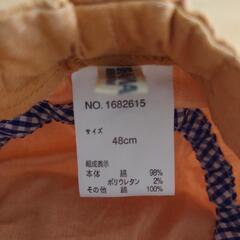 NO. 1682615
サイズ
48cm
組成表示
本体 綿 98%
ポリウレタン 2%
その他 綿 100%